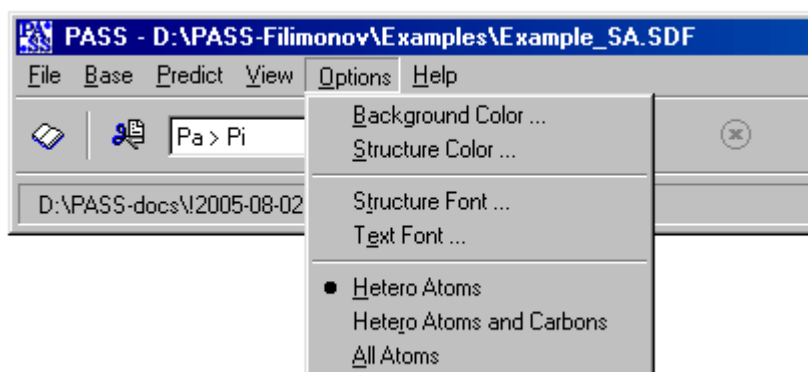 PASS - D:\PASS-Filimonov\Examples\Example_SA.SDF
File Base Predict View Options Help
Pa > Pi
D:\PASS-docs\!2005-08-02
Background Color ...
Structure Color ...
Structure Font ...
Text Font ...
Hetero Atoms
Hetero Atoms and Carbons
All Atoms